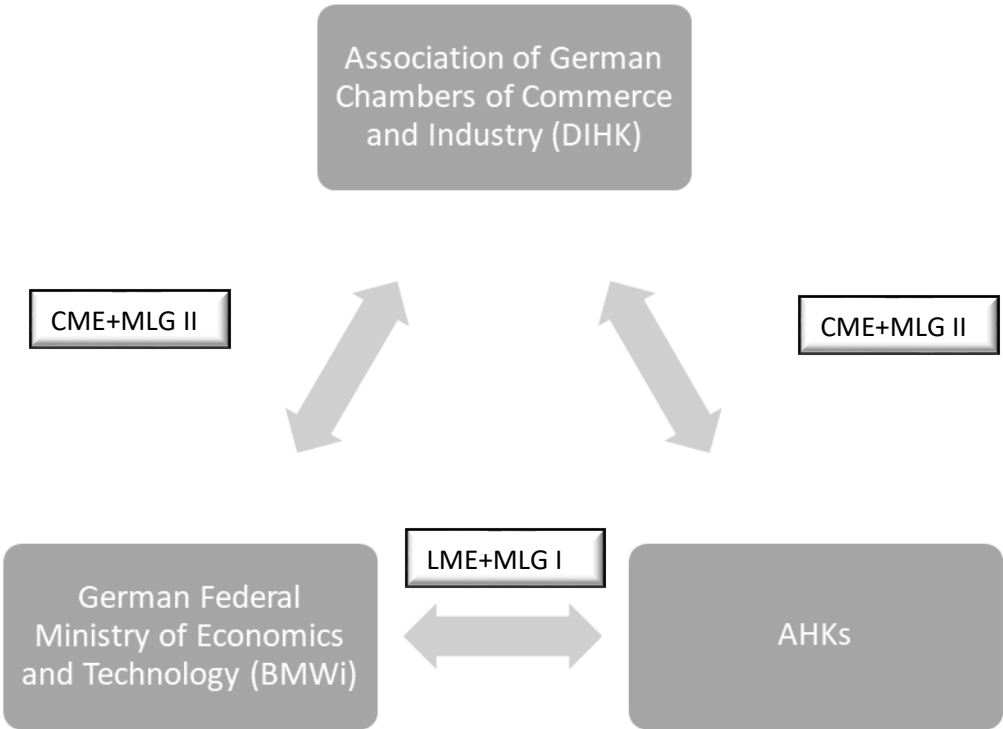 Association of German
Chambers of Commerce
and Industry (DIHK)
CME+MLG II
CME+MLG II
LME+MLG I
German Federal
Ministry of Economics
and Technology (BMWi)
AHKs